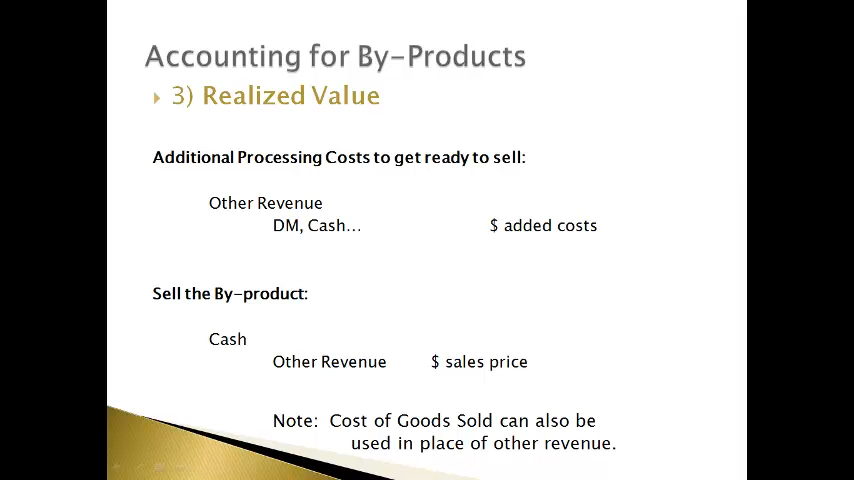 Accounting for By-Products
3) Realized Value
Additional Processing Costs to get ready to sell:
Other Revenue
DM, Cash… $ added costs
Sell the By-product:
Cash
Other Revenue $ sales price
Note: Cost of Goods Sold can also be
used in place of other revenue.